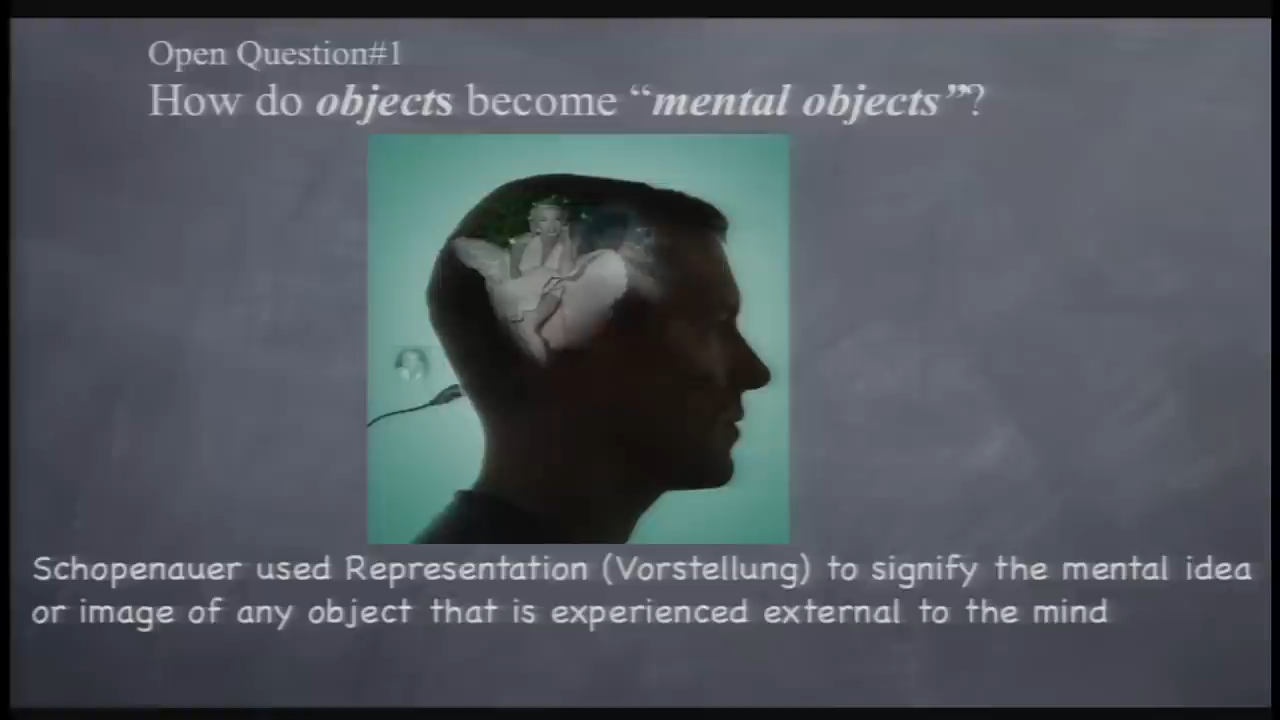 Open Question#1
How do objects become “mental objects”?
Schopenauer used Representation (Vorstellung) to signify the mental idea
or image of any object that is experienced external to the mind